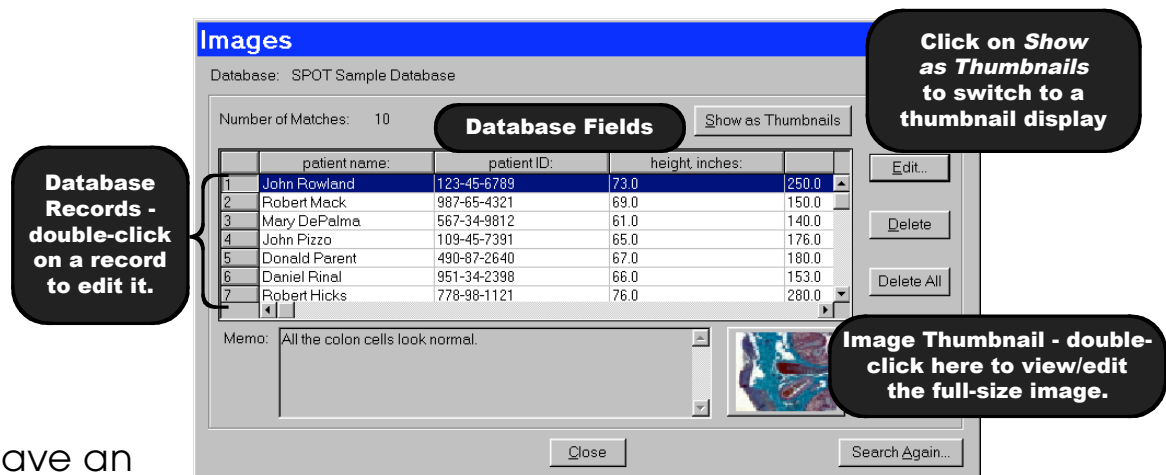 Images
Click on Show
as Thumbnails
to switch to a
thumbnail display
Database: SPOT Sample Database
Number of Matches: 10
Database Fields
Show as Thumbnails
Database
Records -
double-click
on a record
to edit it.
patient name: patient ID: height, inches:
1 John Rowland 123-45-6789 73.0 250.0
2 Robert Mack 987-65-4321 69.0 150.0
3 Mary DePalma 567-34-9812 61.0 140.0
4 John Pizzo 109-45-7391 65.0 176.0
5 Donald Parent 490-87-2640 67.0 180.0
6 Daniel Rinal 951-34-2398 66.0 153.0
7 Robert Hicks 778-98-1121 76.0 280.0
Edit...
Delete
Delete All
Memo: All the colon cells look normal.
Image Thumbnail - double-
click here to view/edit
the full-size image.
Close
Search Again...
ave an